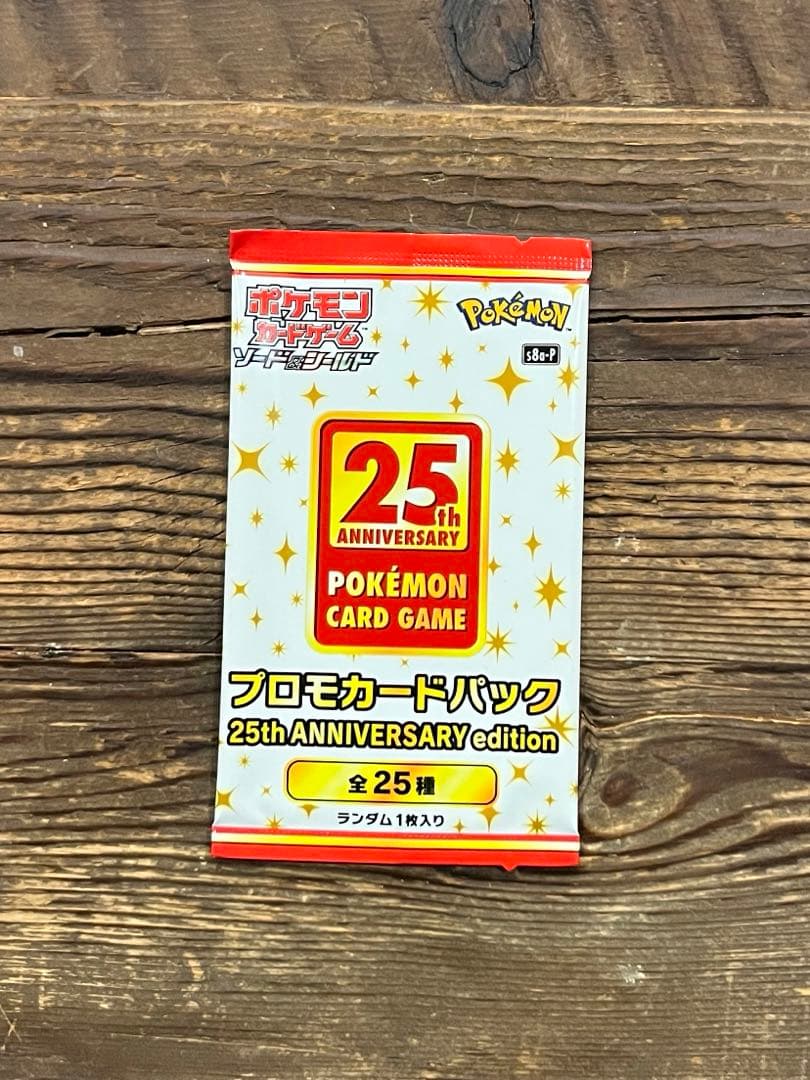 ポケモン
カードゲーム
ソード&シールド
Pokémon
s8a-P
25th
ANNIVERSARY
POKÉMON
CARD GAME
プロモカードパック
25th ANNIVERSARY edition
全25種
ランダム1枚入り